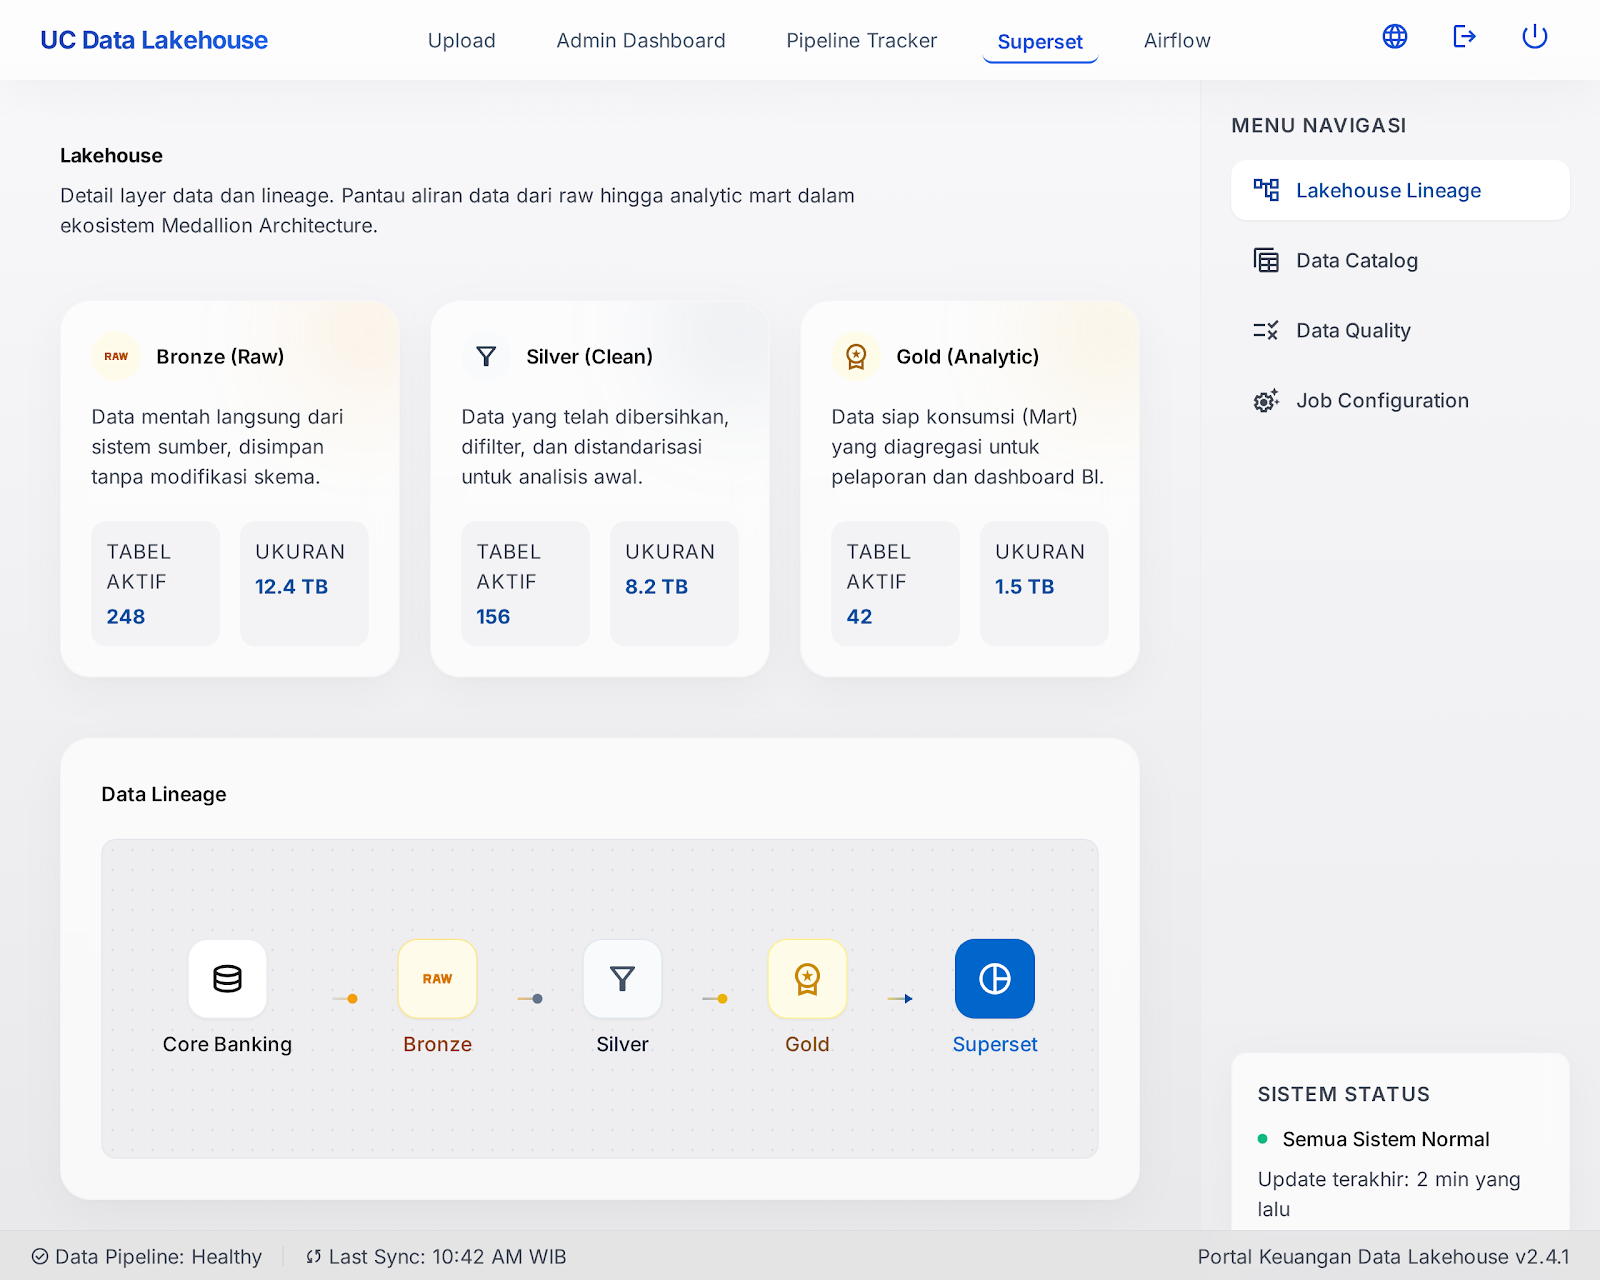 UC Data Lakehouse
Upload
Admin Dashboard
Pipeline Tracker
Superset
Airflow
Lakehouse
Detail layer data dan lineage. Pantau aliran data dari raw hingga analytic mart dalam
ekosistem Medallion Architecture.
RAW
Bronze (Raw)
Data mentah langsung dari
sistem sumber, disimpan
tanpa modifikasi skema.
TABEL
AKTIF
248
UKURAN
12.4 TB
Silver (Clean)
Data yang telah dibersihkan,
difilter, dan distandarisasi
untuk analisis awal.
TABEL
AKTIF
156
UKURAN
8.2 TB
Gold (Analytic)
Data siap konsumsi (Mart)
yang diagregasi untuk
pelaporan dan dashboard BI.
TABEL
AKTIF
42
UKURAN
1.5 TB
Data Lineage
Core Banking
RAW
Bronze
Silver
Gold
Superset
MENU NAVIGASI
Lakehouse Lineage
Data Catalog
Data Quality
Job Configuration
SISTEM STATUS
Semua Sistem Normal
Update terakhir: 2 min yang
lalu
Data Pipeline: Healthy
Last Sync: 10:42 AM WIB
Portal Keuangan Data Lakehouse v2.4.1